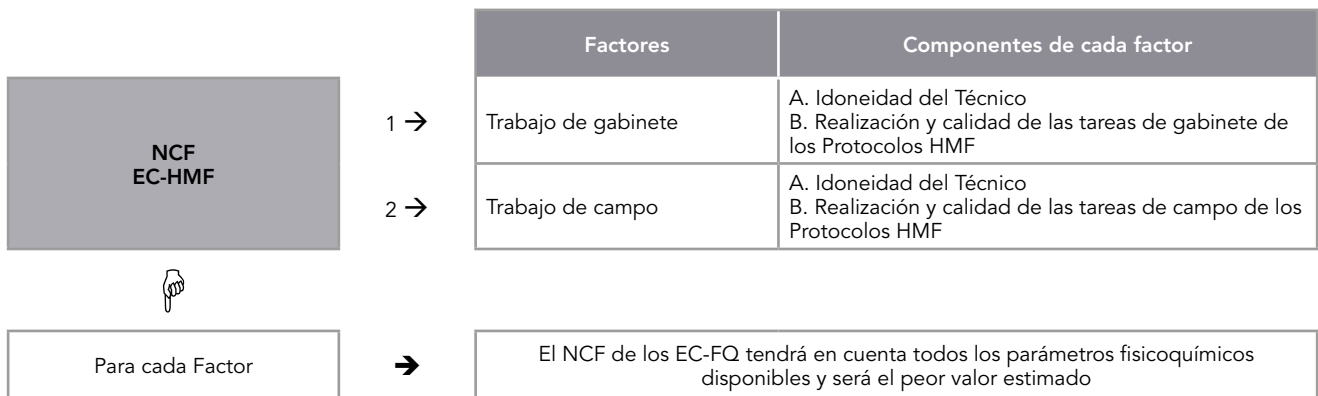 Factores
Componentes de cada factor
NCF
EC-HMF
1 →
Trabajo de gabinete
A. Idoneidad del Técnico
B. Realización y calidad de las tareas de gabinete de
los Protocolos HMF
2 →
Trabajo de campo
A. Idoneidad del Técnico
B. Realización y calidad de las tareas de campo de los
Protocolos HMF
Para cada Factor
➔
El NCF de los EC-FQ tendrá en cuenta todos los parámetros fisicoquímicos
disponibles y será el peor valor estimado